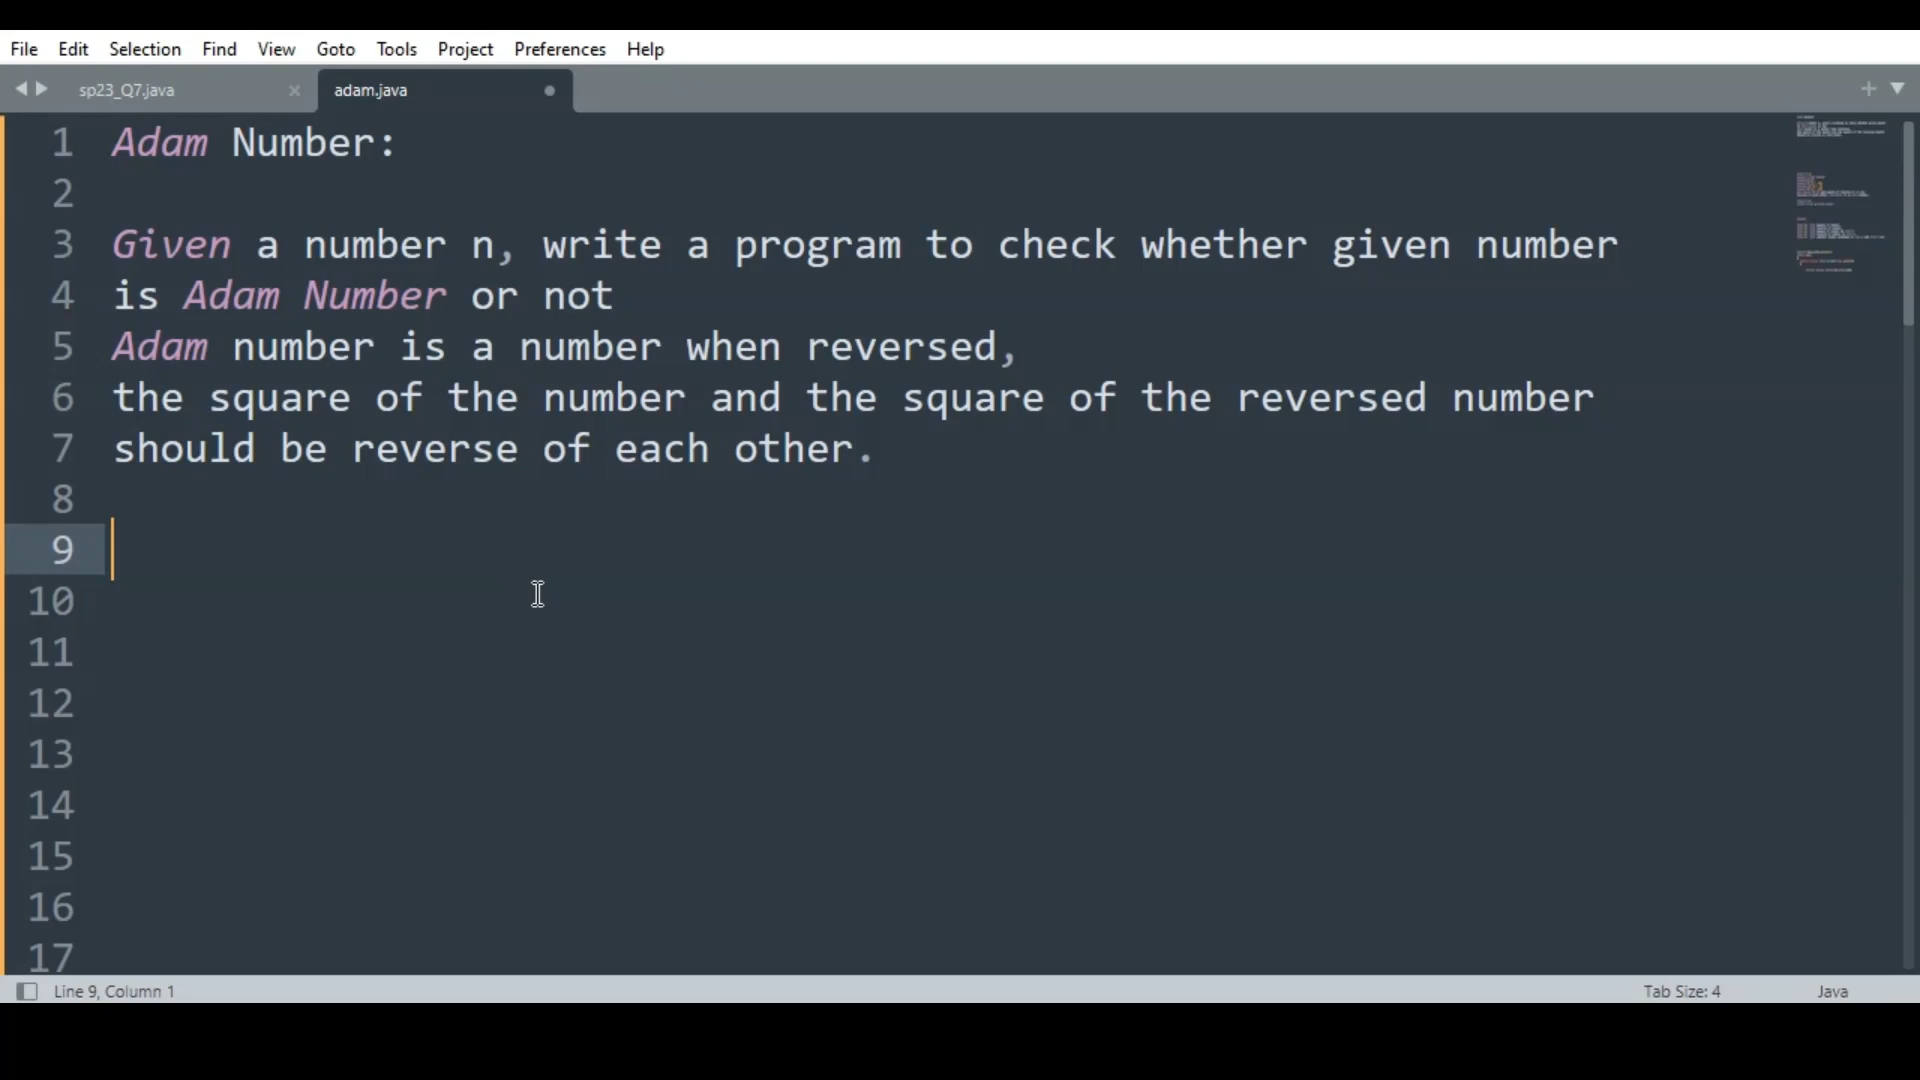 File Edit Selection Find View Goto Tools Project Preferences Help
sp23_Q7.java × adam.java
1 Adam Number:
2
3 Given a number n, write a program to check whether given number
4 is Adam Number or not
5 Adam number is a number when reversed,
6 the square of the number and the square of the reversed number
7 should be reverse of each other.
8
9
10
11
12
13
14
15
16
17
Line 9, Column 1 Tab Size: 4 Java